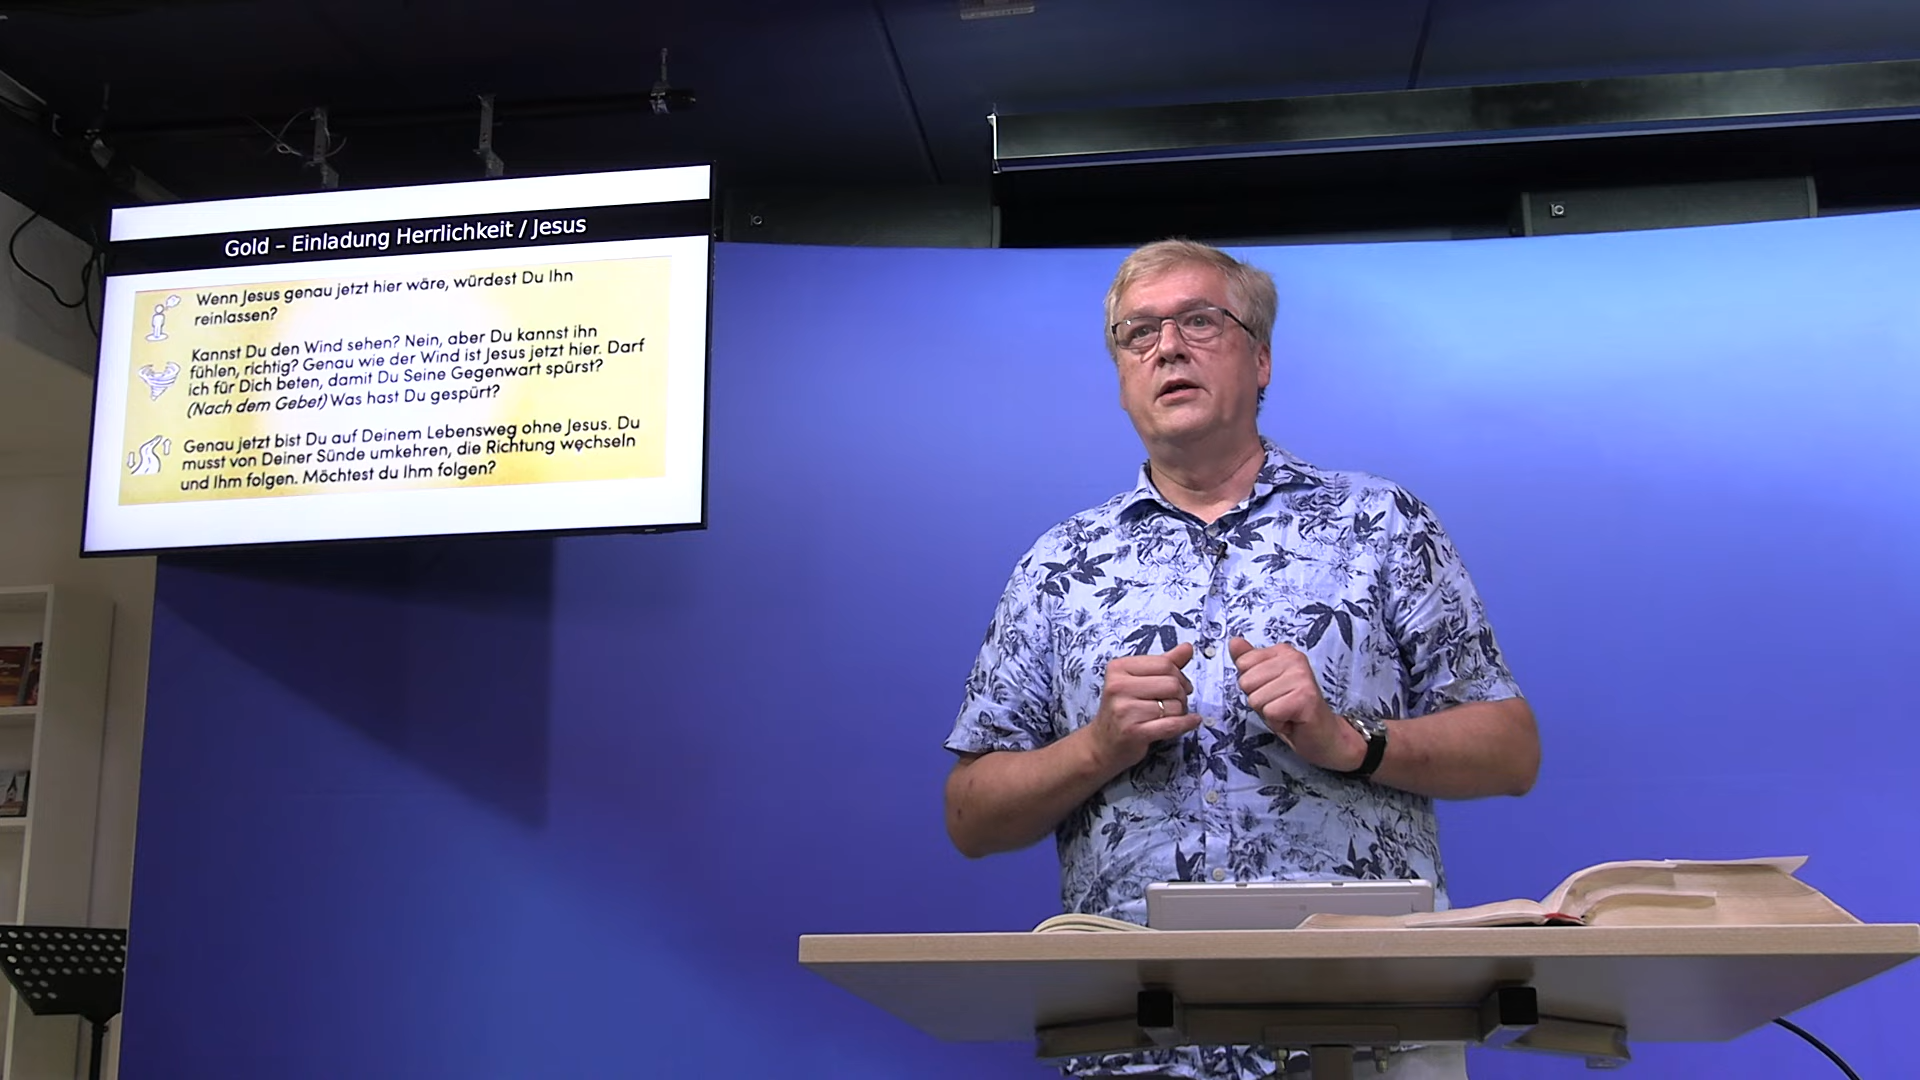 Gold – Einladung Herrlichkeit / Jesus
Wenn Jesus genau jetzt hier wäre, würdest Du Ihn
reinlassen?
Kannst Du den Wind sehen? Nein, aber Du kannst ihn
fühlen, richtig? Genau wie der Wind ist Jesus jetzt hier. Darf
ich für Dich beten, damit Du Seine Gegenwart spürst?
(Nach dem Gebet) Was hast Du gespürt?
Genau jetzt bist Du auf Deinem Lebensweg ohne Jesus. Du
musst von Deiner Sünde umkehren, die Richtung wechseln
und Ihm folgen. Möchtest du Ihm folgen?